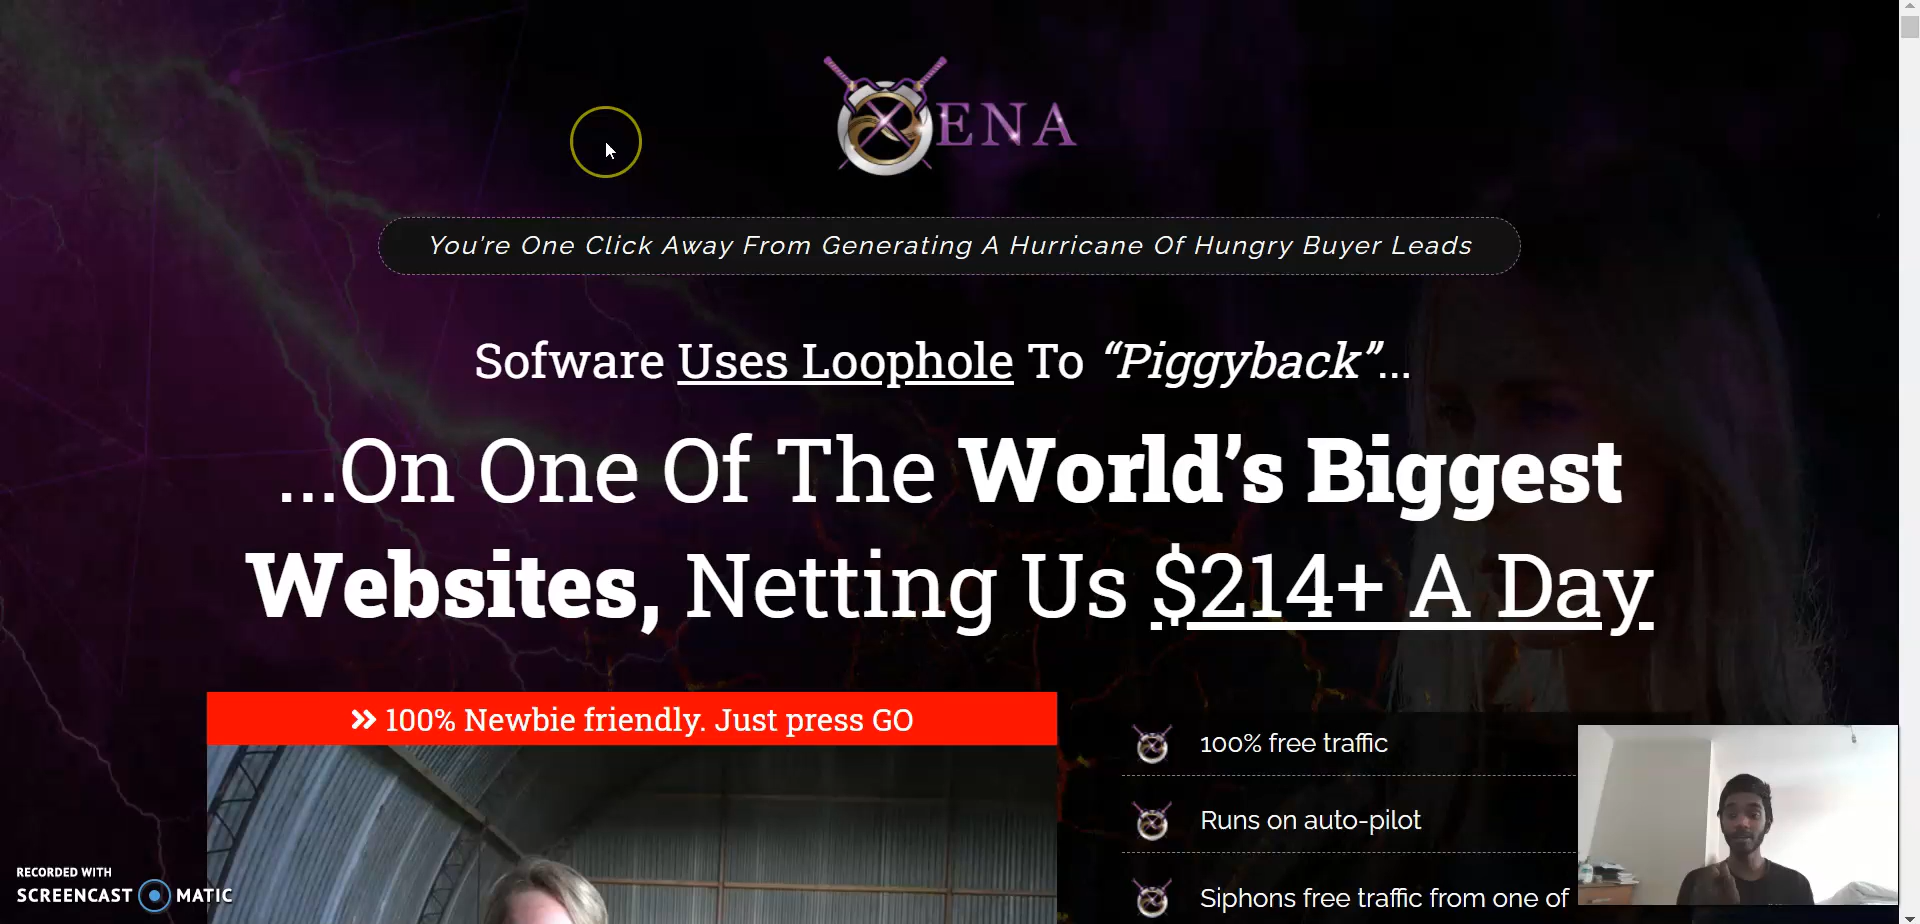 XENA
You're One Click Away From Generating A Hurricane Of Hungry Buyer Leads
Sofware Uses Loophole To “Piggyback”...
...On One Of The World’s Biggest
Websites, Netting Us $214+ A Day
» 100% Newbie friendly. Just press GO
100% free traffic
Runs on auto-pilot
Siphons free traffic from one of
RECORDED WITH
SCREENCAST MATIC